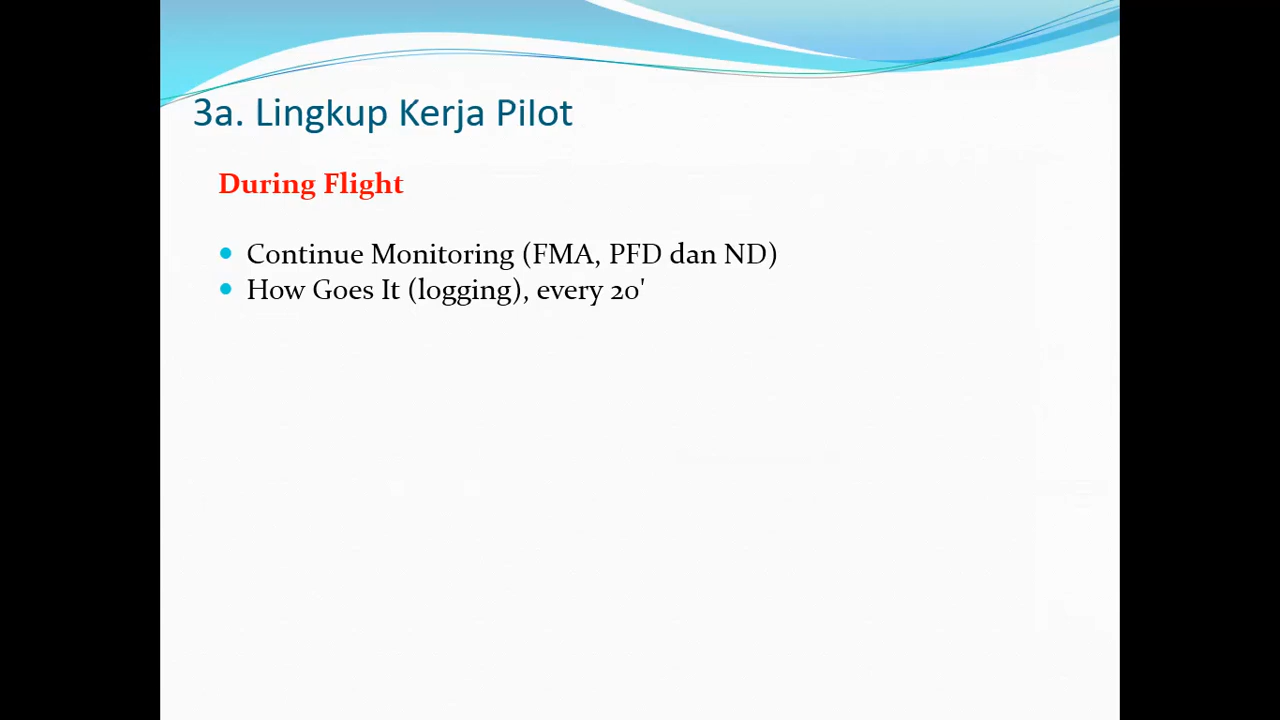 3a. Lingkup Kerja Pilot
During Flight
• Continue Monitoring (FMA, PFD dan ND)
• How Goes It (logging), every 20'